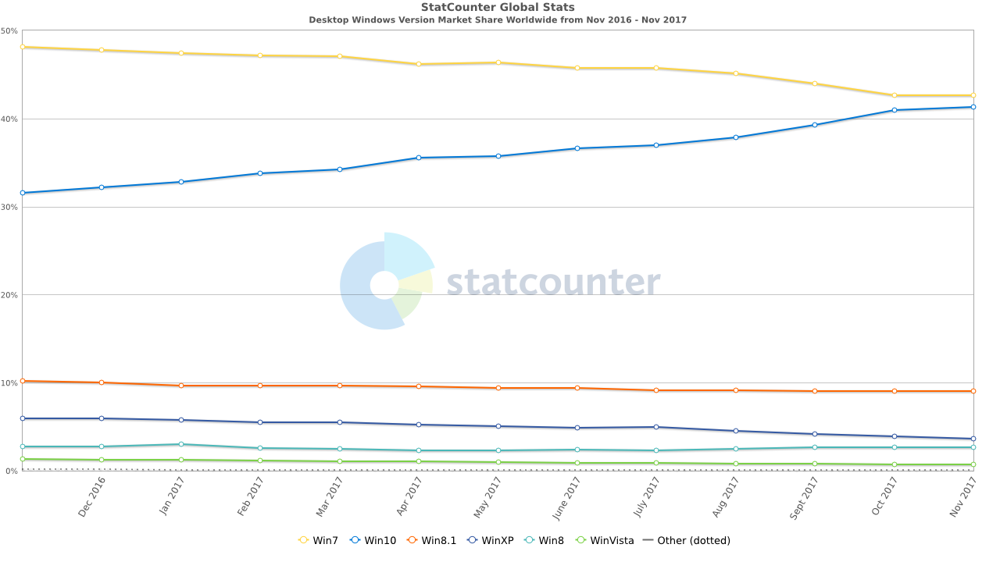 StatCounter Global Stats
Desktop Windows Version Market Share Worldwide from Nov 2016 - Nov 2017
50%
40%
30%
statcounter
20%
10%
0%
Dec 2016 Jan 2017 Feb 2017 Mar 2017 Apr 2017 May 2017 June 2017 July 2017 Aug 2017 Sept 2017 Oct 2017 Nov 2017
Win7 Win10 Win8.1 WinXP Win8 WinVista Other (dotted)